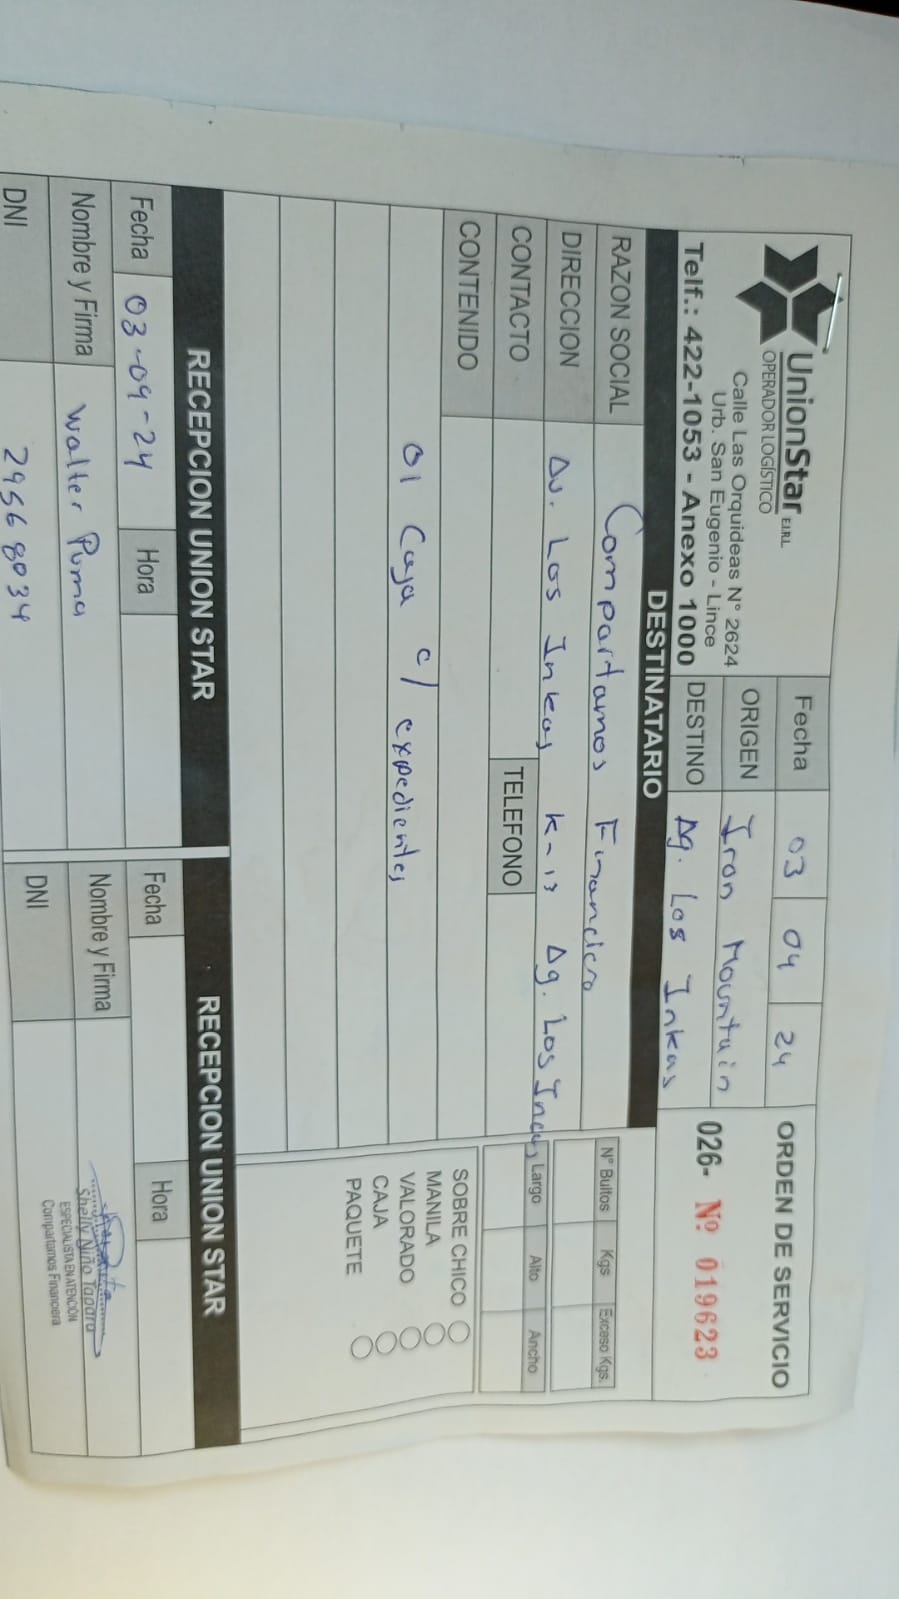 UnionStar E.I.R.L.
OPERADOR LOGÍSTICO
Calle Las Orquideas N° 2624
Urb. San Eugenio - Lince
Telf.: 422-1053 - Anexo 1000
Fecha 03 04 24
ORIGEN Iron Mountain
DESTINO Ag. Los Inkas
ORDEN DE SERVICIO
026- Nº 019623
DESTINATARIO
RAZON SOCIAL Compartamos Financiera
DIRECCION Av. Los Inkas K-13 Ag. Los Incas
CONTACTO
TELEFONO
CONTENIDO
01 Caja c/ expedientes
N° Bultos Kgs Exceso Kgs.
Largo Alto Ancho
SOBRE CHICO
MANILA
VALORADO
CAJA
PAQUETE
RECEPCION UNION STAR
Fecha 03-04-24 Hora
Nombre y Firma Walter Puma
DNI 29568034
RECEPCION UNION STAR
Fecha Hora
Nombre y Firma
DNI
Shelly Niño Tapara
ESPECIALISTA EN ATENCIÓN
Compartamos Financiera